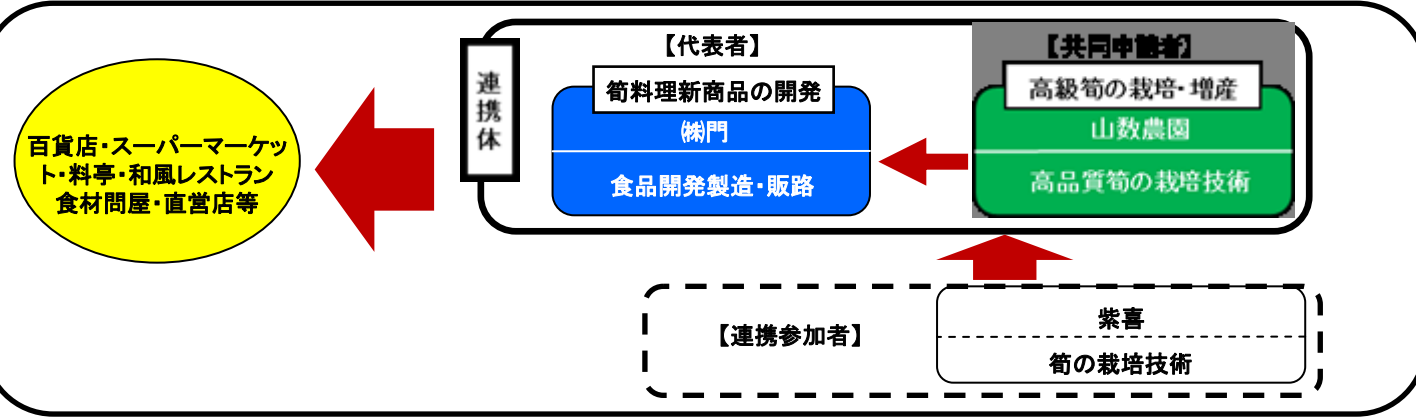 【代表者】
【共同申請者】
連携体
筍料理新商品の開発
㈱門
食品開発製造・販路
高級筍の栽培・増産
山数農園
高品質筍の栽培技術
百貨店・スーパーマーケッ
ト・料亭・和風レストラン
食材問屋・直営店等
【連携参加者】
紫喜
筍の栽培技術